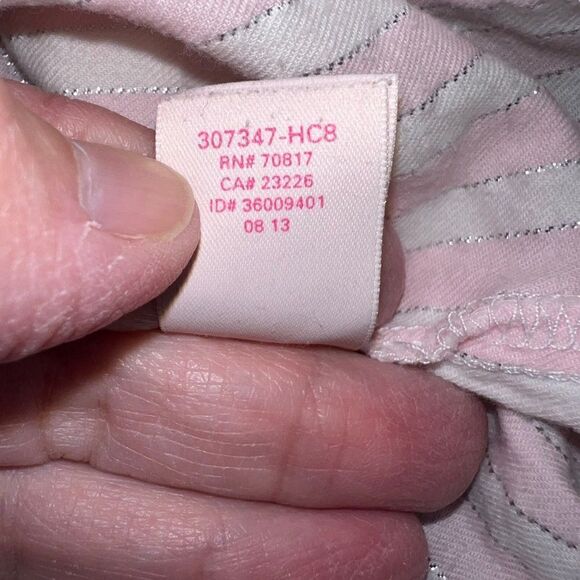 307347-HC8
RN# 70817
CA# 23226
ID# 36009401
08 13